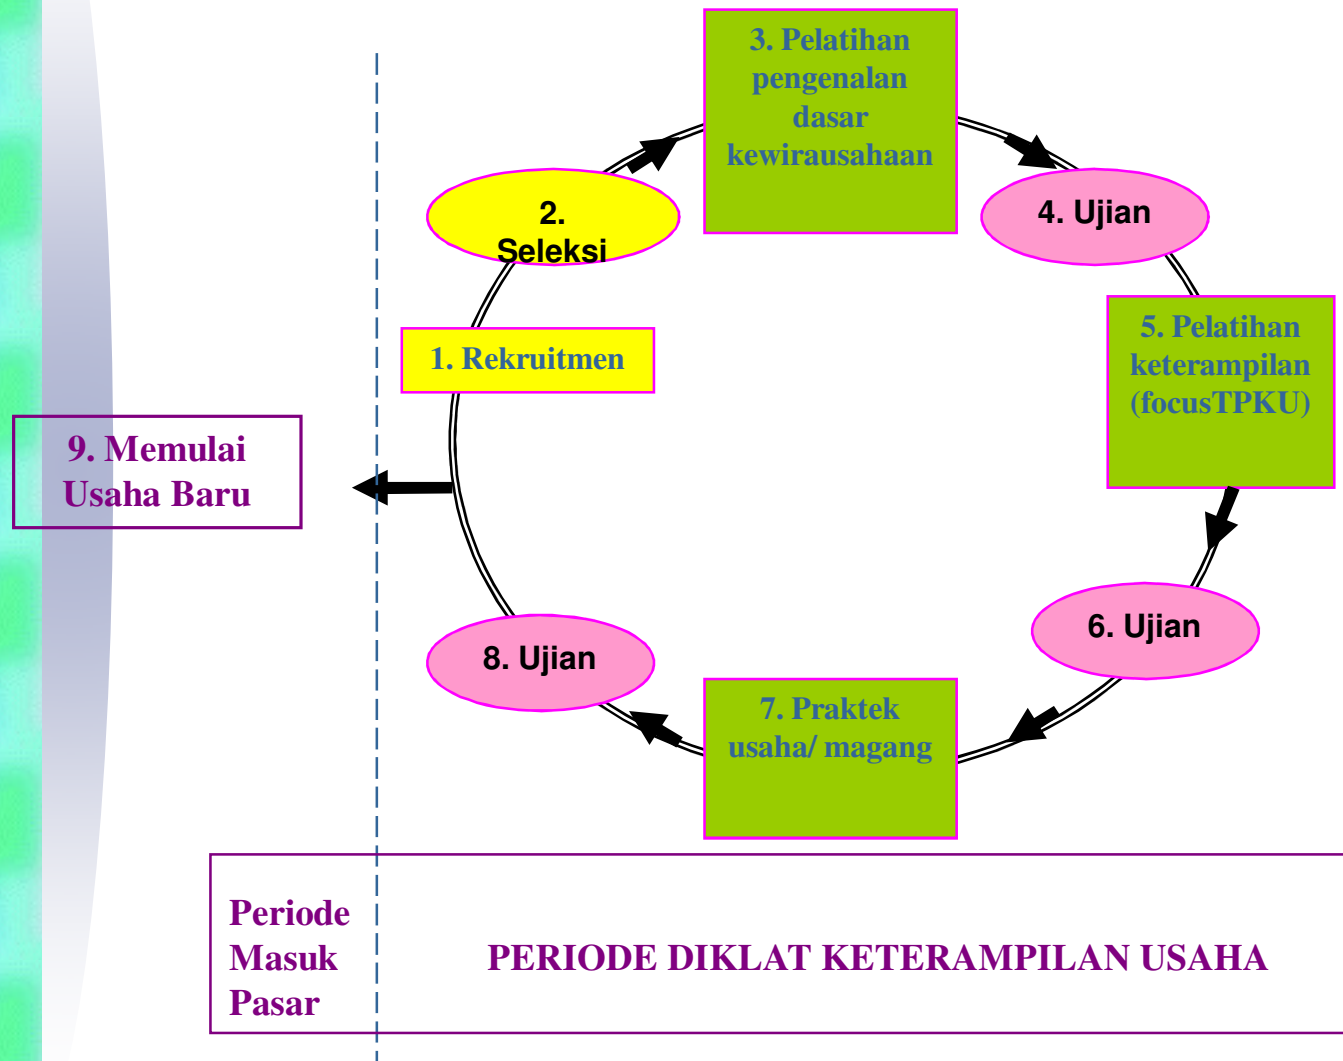 3. Pelatihan
pengenalan
dasar
kewirausahaan
2.
Seleksi
4. Ujian
1. Rekruitmen
5. Pelatihan
keterampilan
(focusTPKU)
9. Memulai
Usaha Baru
6. Ujian
8. Ujian
7. Praktek
usaha/ magang
Periode
Masuk
Pasar
PERIODE DIKLAT KETERAMPILAN USAHA